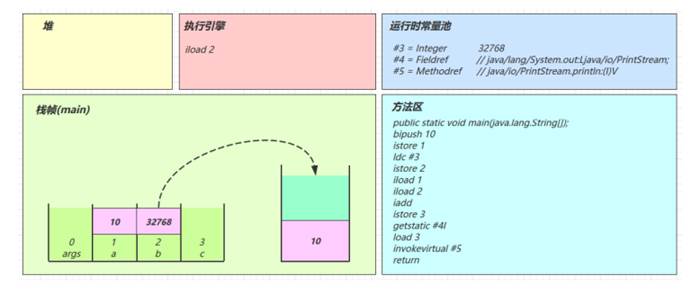 堆
执行引擎
iload 2
运行时常量池
#3 = Integer 32768
#4 = Fieldref // java/lang/System.out:Ljava/io/PrintStream;
#5 = Methodref // java/io/PrintStream.println:(I)V
栈帧(main)
10 32768
0 1 2 3
args a b c
10
方法区
public static void main(java.lang.String[]);
bipush 10
istore 1
ldc #3
istore 2
iload 1
iload 2
iadd
istore 3
getstatic #4I
load 3
invokevirtual #5
return